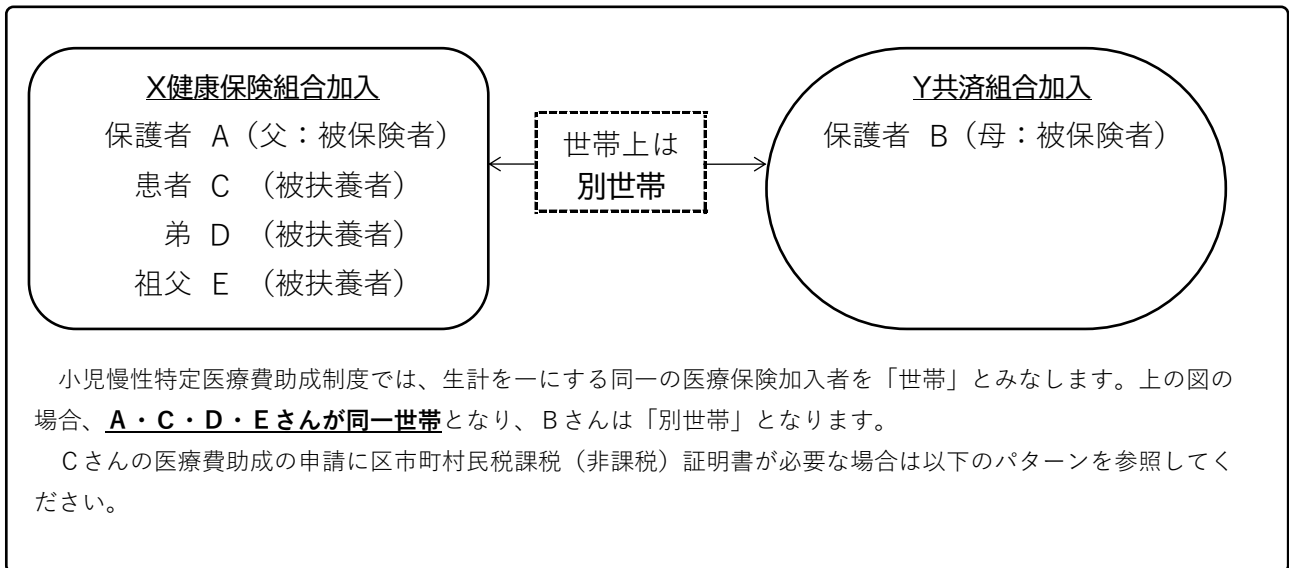 X健康保険組合加入
保護者 A（父：被保険者）
患者 C （被扶養者）
弟 D （被扶養者）
祖父 E （被扶養者）
世帯上は
別世帯
Y共済組合加入
保護者 B（母：被保険者）
小児慢性特定医療費助成制度では、生計を一にする同一の医療保険加入者を「世帯」とみなします。上の図の
場合、A・C・D・Eさんが同一世帯となり、Bさんは「別世帯」となります。
Cさんの医療費助成の申請に区市町村民税課税（非課税）証明書が必要な場合は以下のパターンを参照してく
ださい。